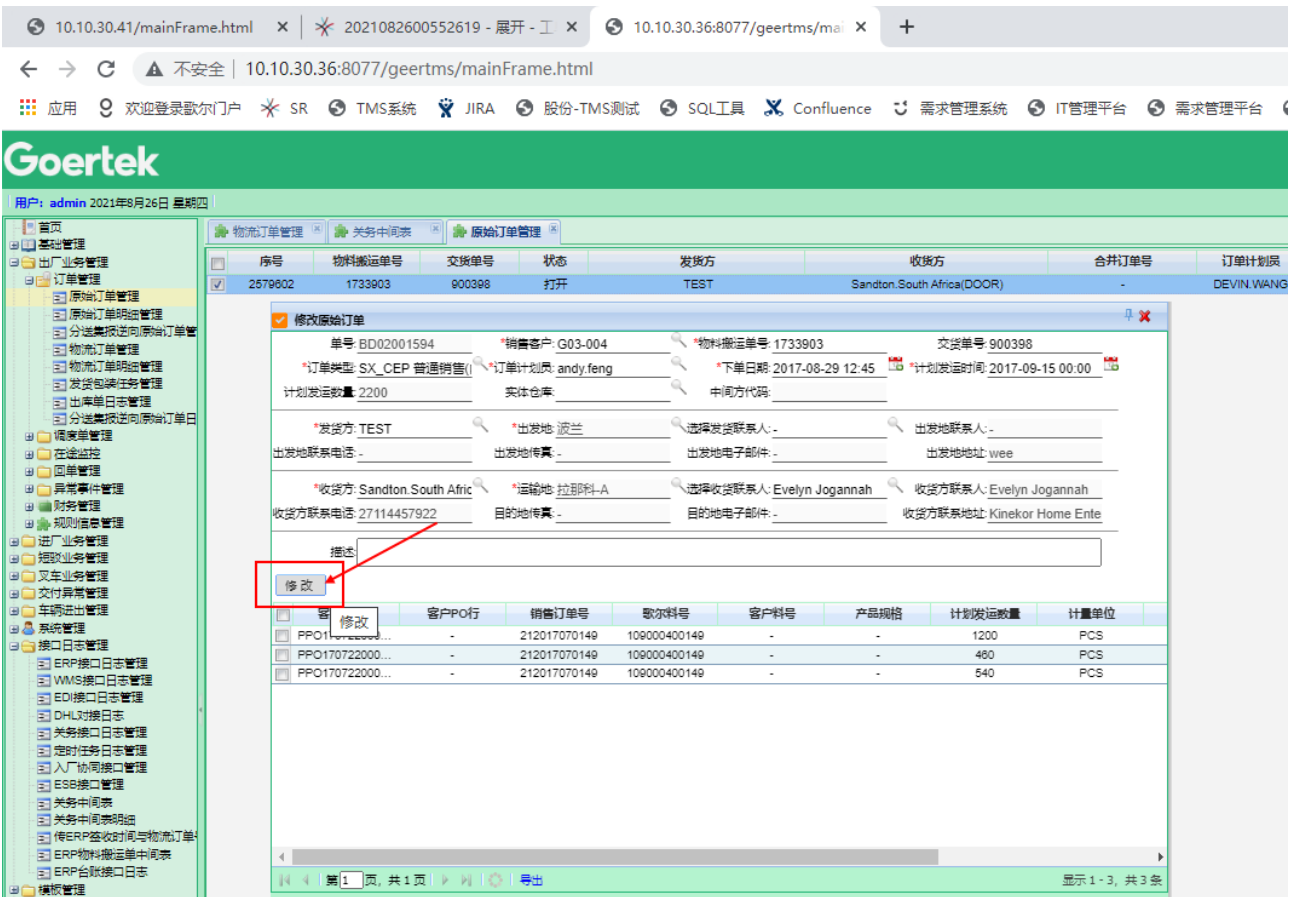 10.10.30.41/mainFrame.html
2021082600552619 - 展开 - 工
10.10.30.36:8077/geertms/mai
不安全 | 10.10.30.36:8077/geertms/mainFrame.html
应用 欢迎登录歌尔门户 SR TMS系统 JIRA 股份-TMS测试 SQL工具 Confluence 需求管理系统 IT管理平台 需求管理平台
Goertek
用户: admin 2021年8月26日 星期四
首页
基础管理
出厂业务管理
订单管理
原始订单管理
原始订单明细管理
分送集报逆向原始订单管
物流订单管理
物流订单明细管理
发货包装任务管理
出库单日志管理
分送集报逆向原始订单日
调度单管理
在途监控
回单管理
异常事件管理
财务管理
规则信息管理
进厂业务管理
短驳业务管理
叉车业务管理
交付异常管理
车辆进出管理
系统管理
接口日志管理
ERP接口日志管理
WMS接口日志管理
EDI接口日志管理
DHL对接日志
关务接口日志管理
定时任务日志管理
入厂协同接口管理
ESB接口管理
关务中间表
关务中间表明细
传ERP签收时间与物流订单
ERP物料搬运单中间表
ERP台账接口日志
模板管理
物流订单管理 关务中间表 原始订单管理
序号 物料搬运单号 交货单号 状态 发货方 收货方 合并订单号 订单计划员
2579602 1733903 900398 打开 TEST Sandton.South Africa(DOOR) - DEVIN.WANG
修改原始订单
单号: BD02001594 *销售客户: G03-004 *物料搬运单号: 1733903 交货单号: 900398
*订单类型: SX_CEP 普通销售( *订单计划员: andy.feng *下单日期: 2017-08-29 12:45 *计划发运时间: 2017-09-15 00:00
计划发运数量: 2200 实体仓库: 中间方代码:
*发货方: TEST *出发地: 波兰 选择发货联系人: - 出发地联系人: -
出发地联系电话: - 出发地传真: - 出发地电子邮件: - 出发地地址: wee
*收货方: Sandton.South Afric *运输地: 拉那科-A 选择收货联系人: Evelyn Jogannah 收货方联系人: Evelyn Jogannah
收货方联系电话: 27114457922 目的地传真: - 目的地电子邮件: - 收货方联系地址: Kinekor Home Ente
描述:
修改
客 客户PO行 销售订单号 歌尔料号 客户料号 产品规格 计划发运数量 计量单位
修改
- 212017070149 109000400149 - - 1200 PCS
PPO170722000... - 212017070149 109000400149 - - 460 PCS
PPO170722000... - 212017070149 109000400149 - - 540 PCS
第 1 页, 共 1 页 导出 显示 1 - 3, 共 3 条